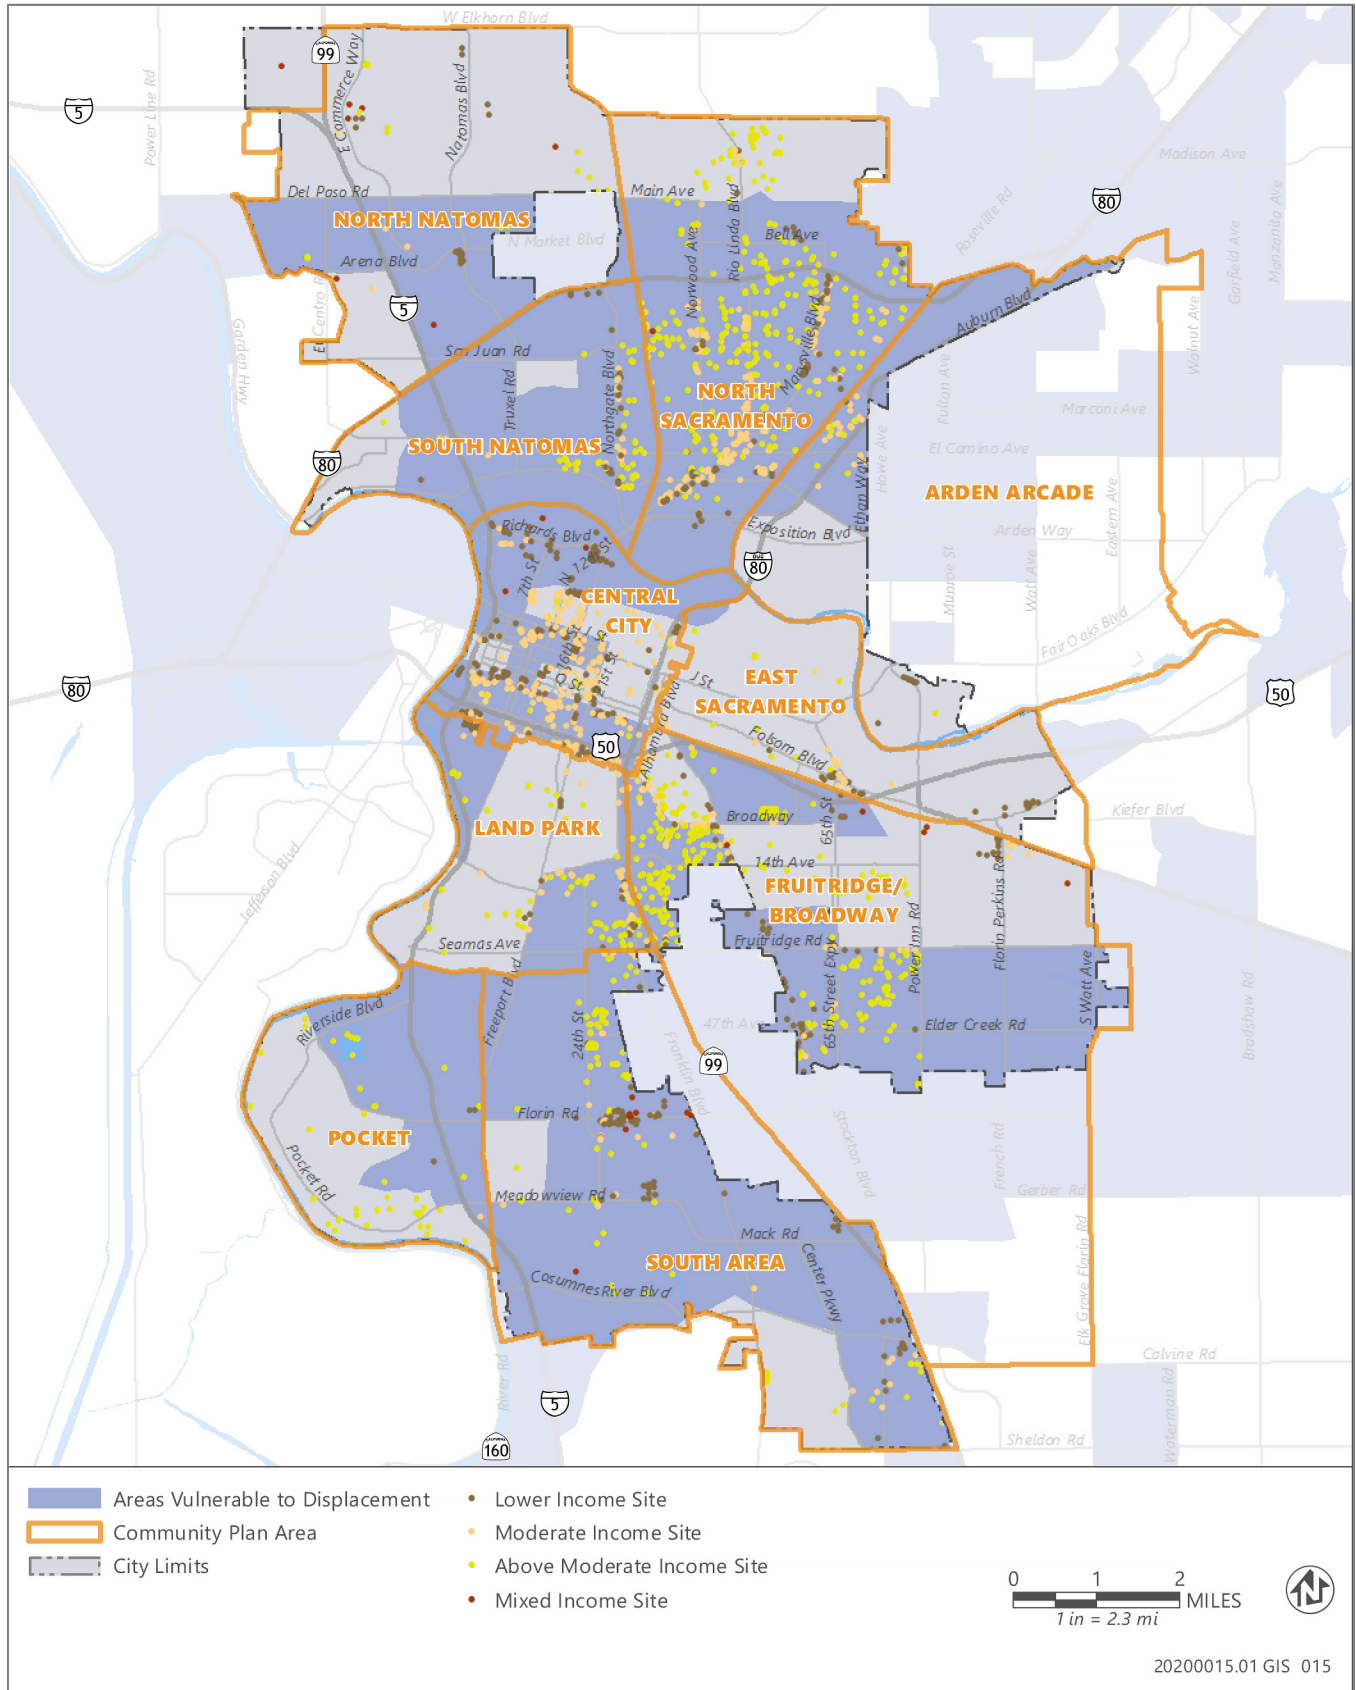 W Elkhorn Blvd
CALIFORNIA
99
E Commerce Way
Natomas Blvd
Power Line Rd
5
Madison Ave
Del Paso Rd
Main Ave
80
Roseville Rd
Garfield Ave
Manzanita Ave
NORTH NATOMAS
N Market Blvd
Norwood Ave
Rio Linda Blvd
Bell Ave
Arena Blvd
El Centro R
5
Garden Hwy
Auburn Blvd
Walnut Ave
Marysville Blvd
San Juan Rd
Truxel Rd
Northgate Blvd
NORTH
SACRAMENTO
Fulton Ave
Marconi Ave
SOUTH NATOMAS
Howe Ave
El Camino Ave
80
Ethan Way
ARDEN ARCADE
Eastern Ave
Richards Blvd
Exposition Blvd
Arden Way
N 12th St
7th St
BUS
80
Munroe St
Watt Ave
CENTRAL
CITY
Fair Oaks Blvd
J St
16th St
21st St
Q St
J St
EAST
SACRAMENTO
80
50
Alhambra Blvd
50
Folsom Blvd
LAND PARK
Broadway
65th St
Kiefer Blvd
14th Ave
Jefferson Blvd
FRUITRIDGE/
BROADWAY
Florin Perkins Rd
Seamas Ave
Fruitridge Rd
Power Inn Rd
Freeport Blvd
65th Street Expy
S Watt Ave
Bradshaw Rd
Riverside Blvd
24th St
47th Ave
Elder Creek Rd
Franklin Blvd
CALIFORNIA
99
Florin Rd
POCKET
Stockton Blvd
French Rd
Pocket Rd
Meadowview Rd
Gerber Rd
Mack Rd
SOUTH AREA
Center Pkwy
Elk Grove Florin Rd
Cosumnes River Blvd
Calvine Rd
River Rd
5
Waterman Rd
CALIFORNIA
160
Sheldon Rd
Areas Vulnerable to Displacement
Community Plan Area
City Limits
Lower Income Site
Moderate Income Site
Above Moderate Income Site
Mixed Income Site
0 1 2
MILES
1 in = 2.3 mi
N
20200015.01 GIS 015